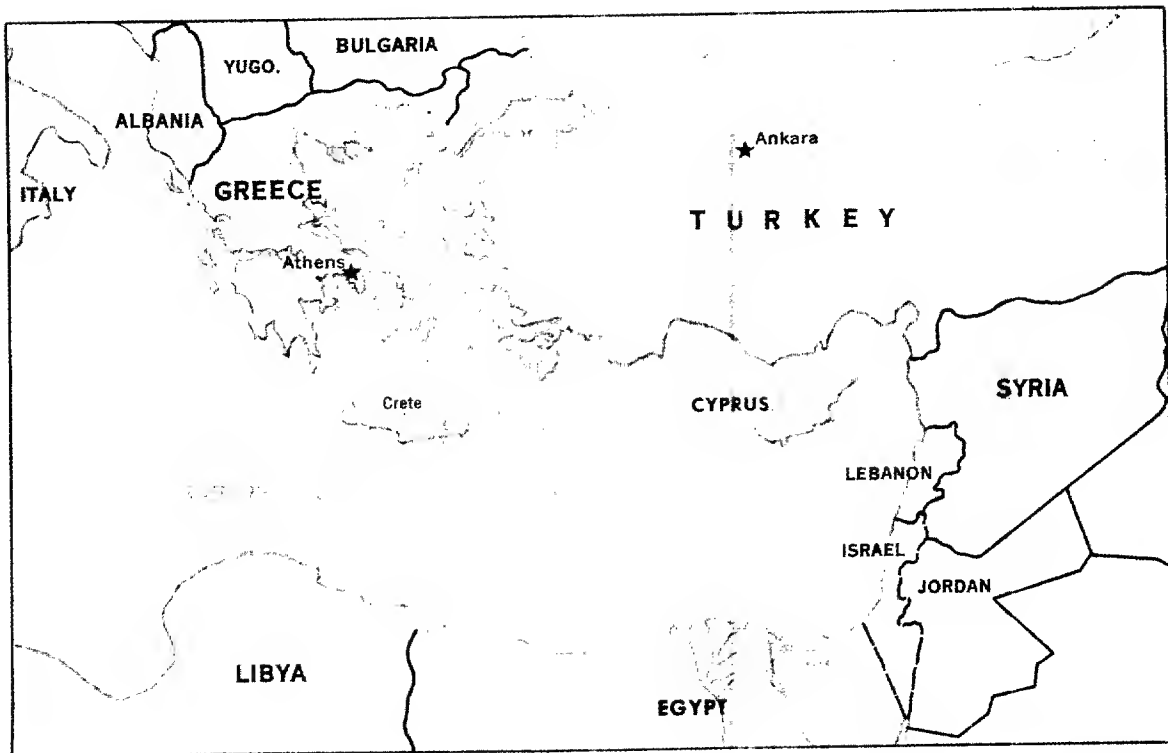 BULGARIA
YUGO.
ALBANIA
Ankara
ITALY
GREECE
TURKEY
Athens
SYRIA
Crete
CYPRUS
LEBANON
ISRAEL
JORDAN
LIBYA
EGYPT